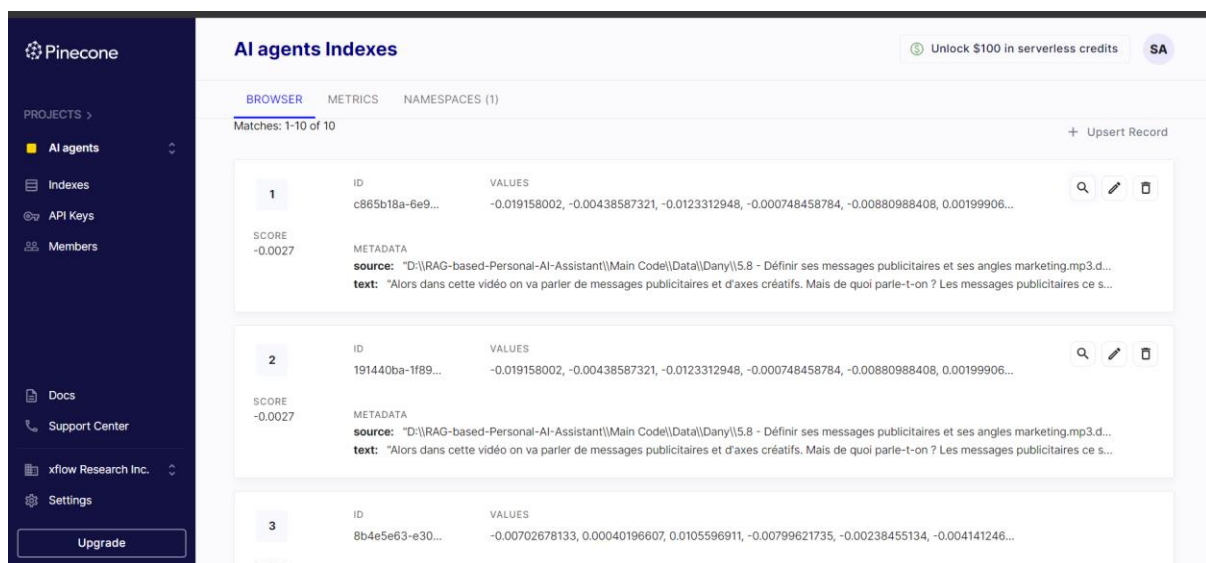 Pinecone
PROJECTS >
AI agents
Indexes
API Keys
Members
Docs
Support Center
xflow Research Inc.
Settings
Upgrade
AI agents Indexes
Unlock $100 in serverless credits
SA
BROWSER METRICS NAMESPACES (1)
Matches: 1-10 of 10
+ Upsert Record
1
ID
c865b18a-6e9...
VALUES
-0.019158002, -0.00438587321, -0.0123312948, -0.000748458784, -0.00880988408, 0.00199906...
SCORE
-0.0027
METADATA
source: "D:\\RAG-based-Personal-AI-Assistant\\Main Code\\Data\\Dany\\5.8 - Définir ses messages publicitaires et ses angles marketing.mp3.d...
text: "Alors dans cette vidéo on va parler de messages publicitaires et d'axes créatifs. Mais de quoi parle-t-on ? Les messages publicitaires ce s...
2
ID
191440ba-1f89...
VALUES
-0.019158002, -0.00438587321, -0.0123312948, -0.000748458784, -0.00880988408, 0.00199906...
SCORE
-0.0027
METADATA
source: "D:\\RAG-based-Personal-AI-Assistant\\Main Code\\Data\\Dany\\5.8 - Définir ses messages publicitaires et ses angles marketing.mp3.d...
text: "Alors dans cette vidéo on va parler de messages publicitaires et d'axes créatifs. Mais de quoi parle-t-on ? Les messages publicitaires ce s...
3
ID
8b4e5e63-e30...
VALUES
-0.00702678133, 0.00040196607, 0.0105596911, -0.00799621735, -0.00238455134, -0.004141246...